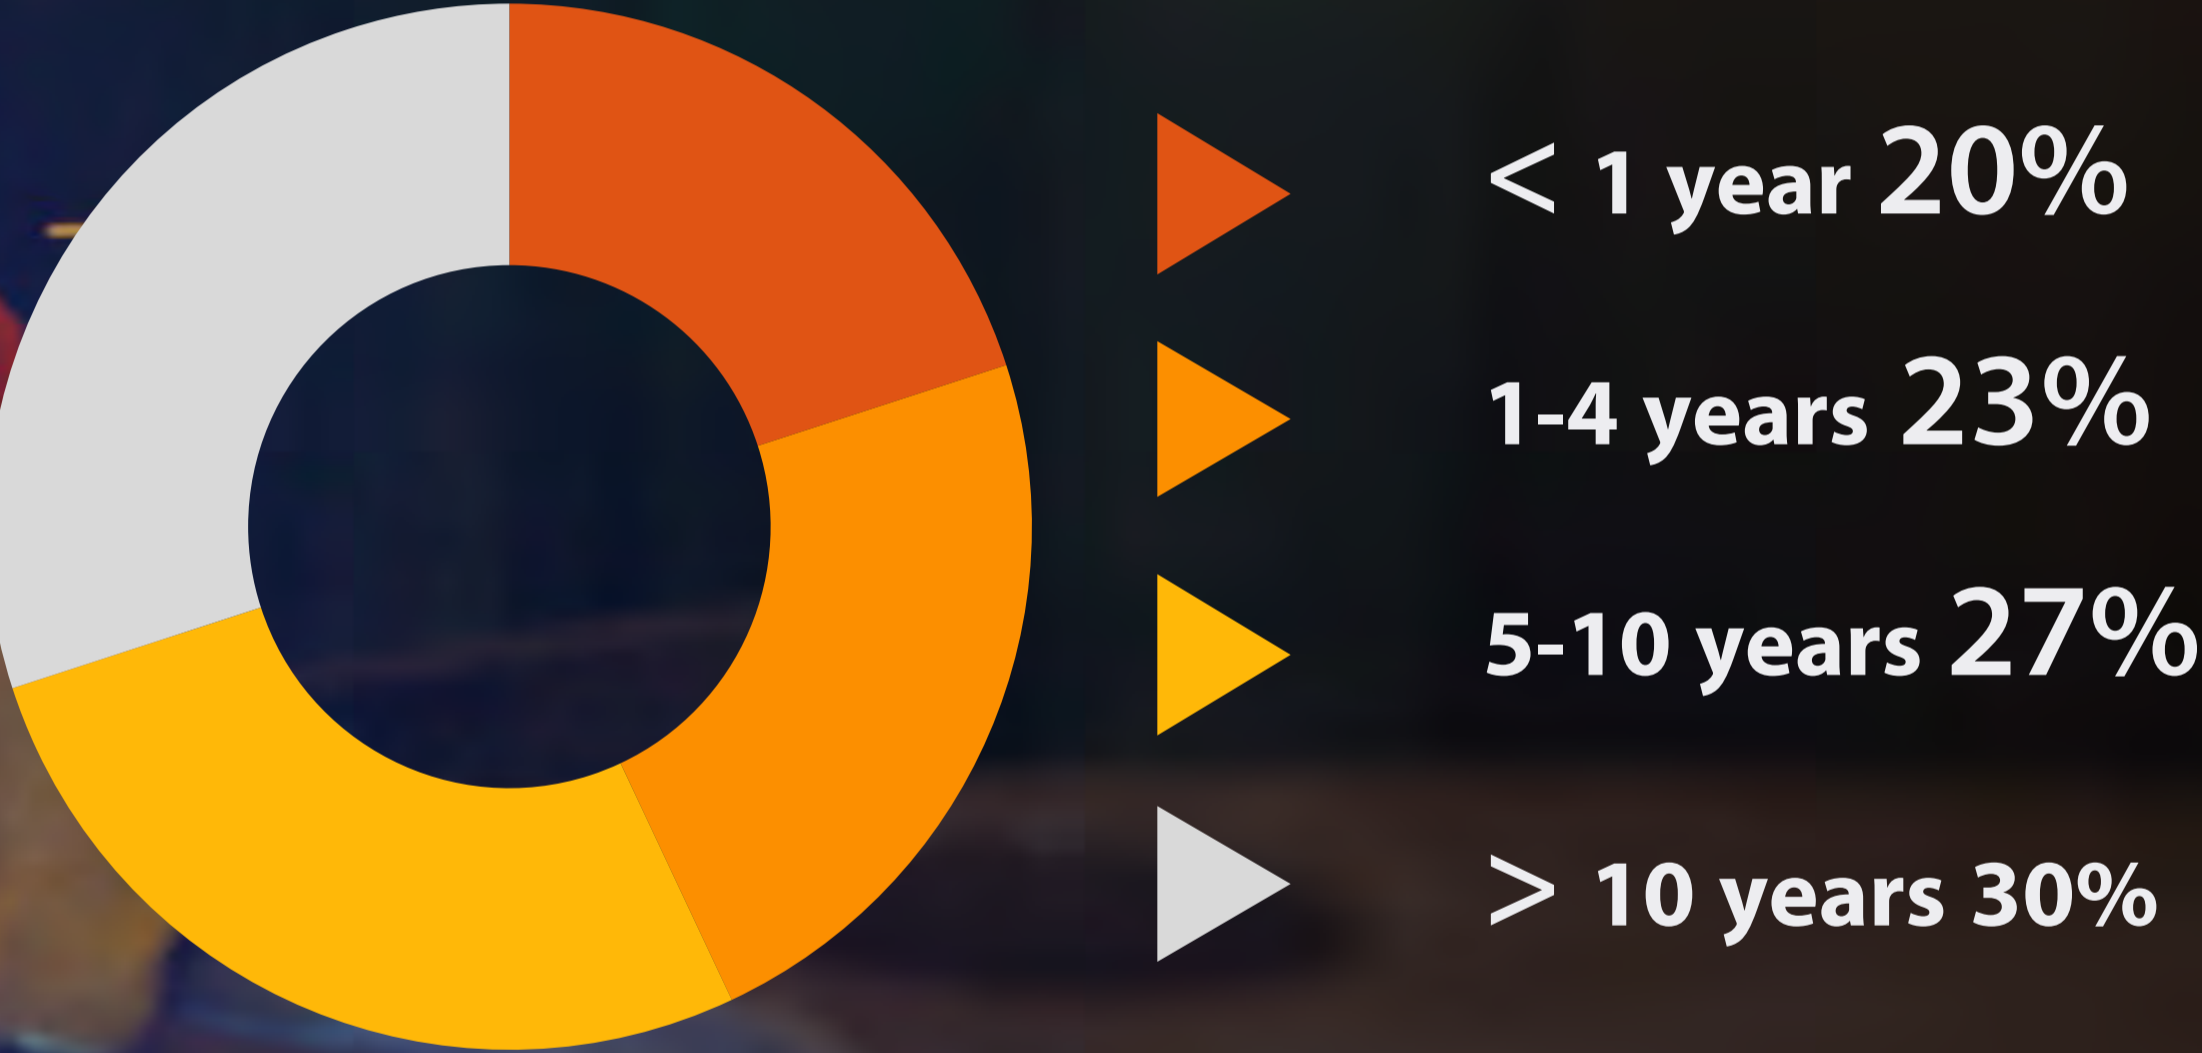 < 1 year 20%
1-4 years 23%
5-10 years 27%
> 10 years 30%